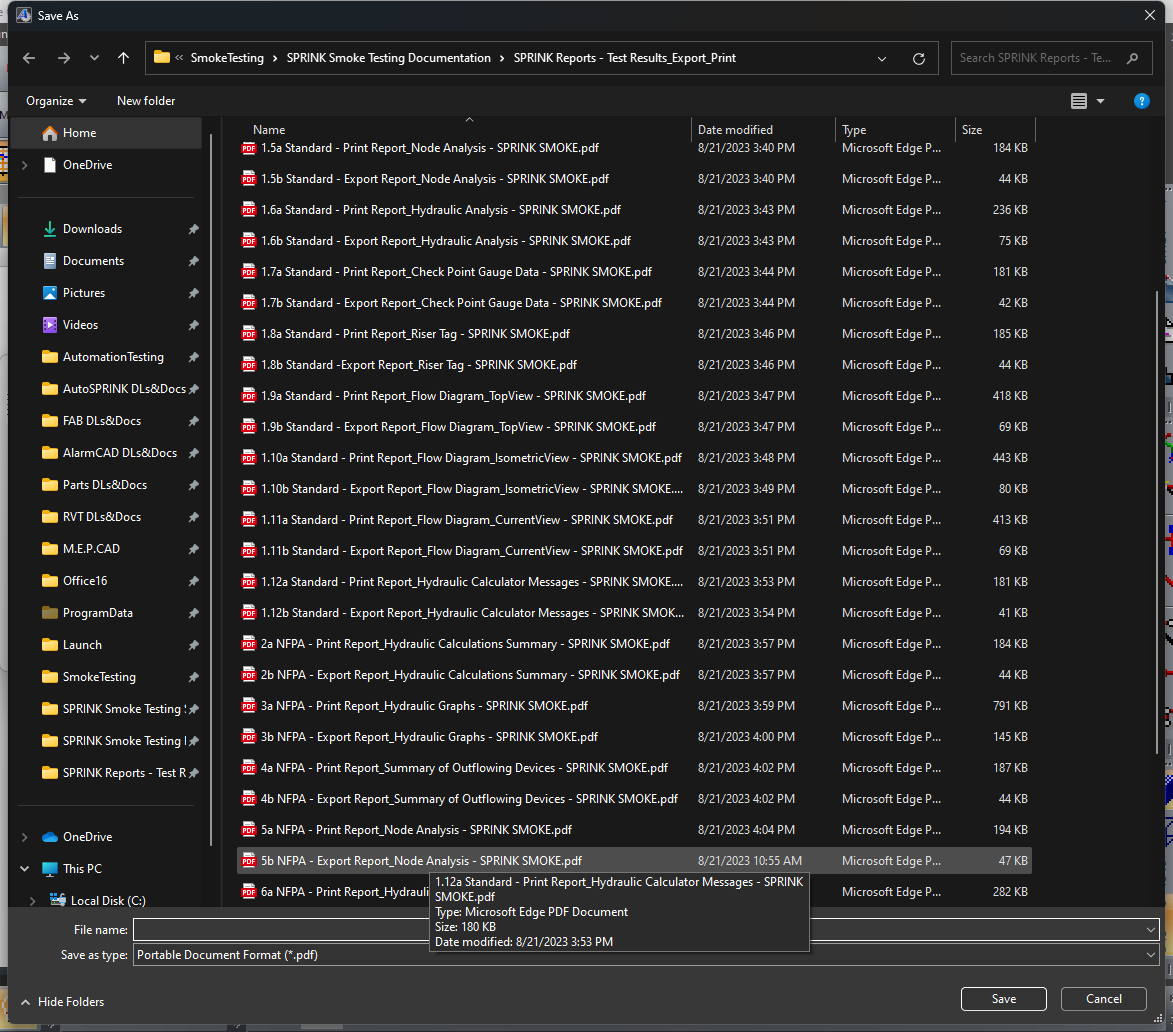 Save As
« SmokeTesting › SPRINK Smoke Testing Documentation › SPRINK Reports - Test Results_Export_Print
Search SPRINK Reports - Te...
Organize
New folder
?
Home
OneDrive
Downloads
Documents
Pictures
Videos
AutomationTesting
AutoSPRINK DLs&Docs
FAB DLs&Docs
AlarmCAD DLs&Docs
Parts DLs&Docs
RVT DLs&Docs
M.E.P.CAD
Office16
ProgramData
Launch
SmokeTesting
SPRINK Smoke Testing
SPRINK Smoke Testing
SPRINK Reports - Test R
OneDrive
This PC
Local Disk (C:)
Name Date modified Type Size
1.5a Standard - Print Report_Node Analysis - SPRINK SMOKE.pdf 8/21/2023 3:40 PM Microsoft Edge P... 184 KB
1.5b Standard - Export Report_Node Analysis - SPRINK SMOKE.pdf 8/21/2023 3:40 PM Microsoft Edge P... 44 KB
1.6a Standard - Print Report_Hydraulic Analysis - SPRINK SMOKE.pdf 8/21/2023 3:43 PM Microsoft Edge P... 236 KB
1.6b Standard - Export Report_Hydraulic Analysis - SPRINK SMOKE.pdf 8/21/2023 3:43 PM Microsoft Edge P... 75 KB
1.7a Standard - Print Report_Check Point Gauge Data - SPRINK SMOKE.pdf 8/21/2023 3:44 PM Microsoft Edge P... 181 KB
1.7b Standard - Export Report_Check Point Gauge Data - SPRINK SMOKE.pdf 8/21/2023 3:44 PM Microsoft Edge P... 42 KB
1.8a Standard - Print Report_Riser Tag - SPRINK SMOKE.pdf 8/21/2023 3:46 PM Microsoft Edge P... 185 KB
1.8b Standard -Export Report_Riser Tag - SPRINK SMOKE.pdf 8/21/2023 3:46 PM Microsoft Edge P... 44 KB
1.9a Standard - Print Report_Flow Diagram_TopView - SPRINK SMOKE.pdf 8/21/2023 3:47 PM Microsoft Edge P... 418 KB
1.9b Standard - Export Report_Flow Diagram_TopView - SPRINK SMOKE.pdf 8/21/2023 3:47 PM Microsoft Edge P... 69 KB
1.10a Standard - Print Report_Flow Diagram_IsometricView - SPRINK SMOKE.pdf 8/21/2023 3:48 PM Microsoft Edge P... 443 KB
1.10b Standard - Export Report_Flow Diagram_IsometricView - SPRINK SMOKE.... 8/21/2023 3:49 PM Microsoft Edge P... 80 KB
1.11a Standard - Print Report_Flow Diagram_CurrentView - SPRINK SMOKE.pdf 8/21/2023 3:51 PM Microsoft Edge P... 413 KB
1.11b Standard - Export Report_Flow Diagram_CurrentView - SPRINK SMOKE.pdf 8/21/2023 3:51 PM Microsoft Edge P... 69 KB
1.12a Standard - Print Report_Hydraulic Calculator Messages - SPRINK SMOKE.... 8/21/2023 3:53 PM Microsoft Edge P... 181 KB
1.12b Standard - Export Report_Hydraulic Calculator Messages - SPRINK SMOK... 8/21/2023 3:54 PM Microsoft Edge P... 41 KB
2a NFPA - Print Report_Hydraulic Calculations Summary - SPRINK SMOKE.pdf 8/21/2023 3:57 PM Microsoft Edge P... 184 KB
2b NFPA - Export Report_Hydraulic Calculations Summary - SPRINK SMOKE.pdf 8/21/2023 3:57 PM Microsoft Edge P... 44 KB
3a NFPA - Print Report_Hydraulic Graphs - SPRINK SMOKE.pdf 8/21/2023 3:59 PM Microsoft Edge P... 791 KB
3b NFPA - Export Report_Hydraulic Graphs - SPRINK SMOKE.pdf 8/21/2023 4:00 PM Microsoft Edge P... 145 KB
4a NFPA - Print Report_Summary of Outflowing Devices - SPRINK SMOKE.pdf 8/21/2023 4:02 PM Microsoft Edge P... 187 KB
4b NFPA - Export Report_Summary of Outflowing Devices - SPRINK SMOKE.pdf 8/21/2023 4:02 PM Microsoft Edge P... 44 KB
5a NFPA - Print Report_Node Analysis - SPRINK SMOKE.pdf 8/21/2023 4:04 PM Microsoft Edge P... 194 KB
5b NFPA - Export Report_Node Analysis - SPRINK SMOKE.pdf 8/21/2023 10:55 AM Microsoft Edge P... 47 KB
6a NFPA - Print Report_Hydrauli Microsoft Edge P... 282 KB
1.12a Standard - Print Report_Hydraulic Calculator Messages - SPRINK
SMOKE.pdf
Type: Microsoft Edge PDF Document
Size: 180 KB
Date modified: 8/21/2023 3:53 PM
File name:
Save as type: Portable Document Format (*.pdf)
Hide Folders
Save
Cancel